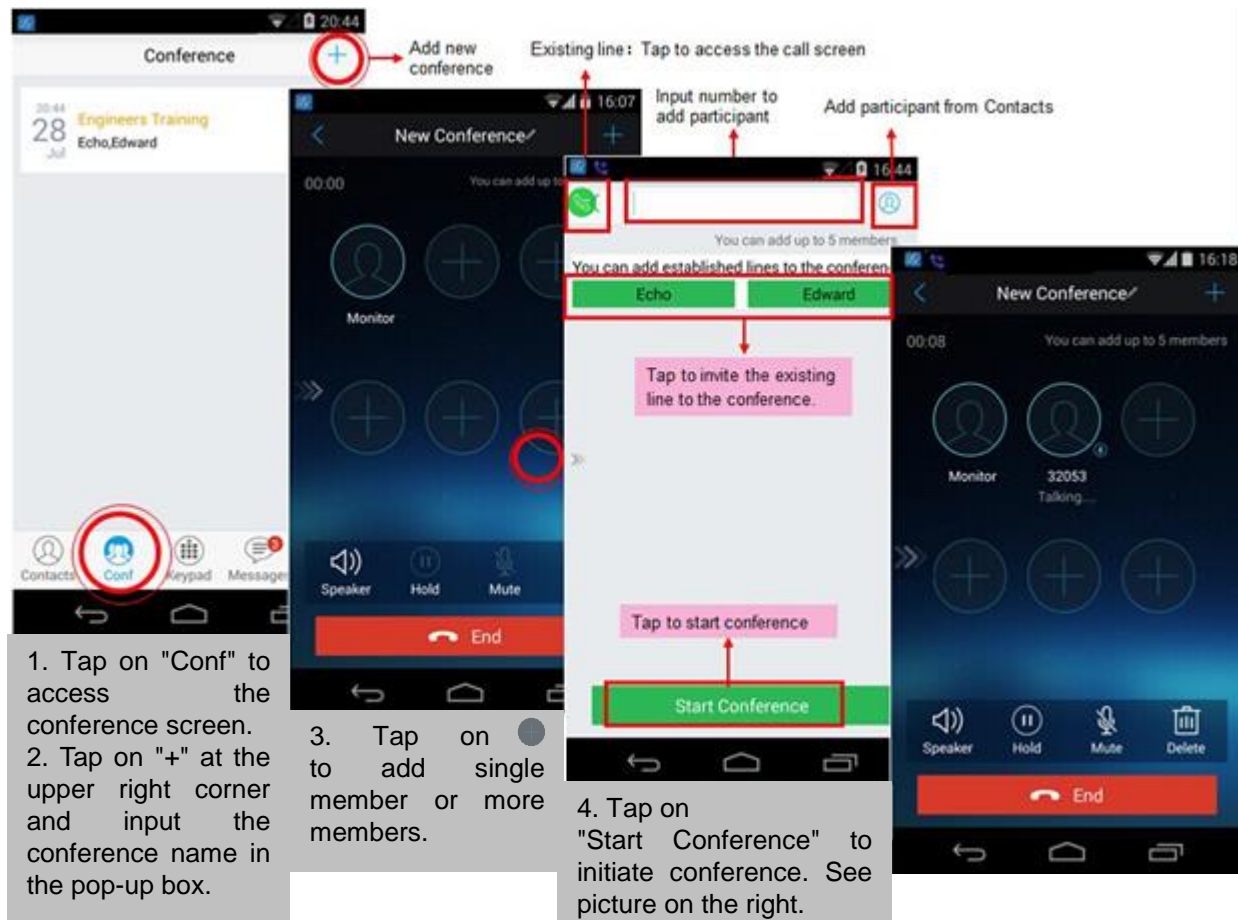 20:44
Conference
+
Add new
conference
Existing line: Tap to access the call screen
Input number to
add participant
Add participant from Contacts
20:44
28
Jul
Engineers Training
Echo,Edward
Contacts
Conf
Keypad
Message
5
16:07
New Conference
+
00:00
You can add up to
Monitor
Speaker
Hold
Mute
End
16:44
You can add up to 5 members
You can add established lines to the conferen
Echo
Edward
Tap to invite the existing
line to the conference.
Tap to start conference
Start Conference
16:18
New Conference
+
00:08
You can add up to 5 members
Monitor
32053
Talking...
Speaker
Hold
Mute
Delete
End
1. Tap on "Conf" to
access the
conference screen.
2. Tap on "+" at the
upper right corner
and input the
conference name in
the pop-up box.
3. Tap on
to add single
member or more
members.
4. Tap on
"Start Conference" to
initiate conference. See
picture on the right.